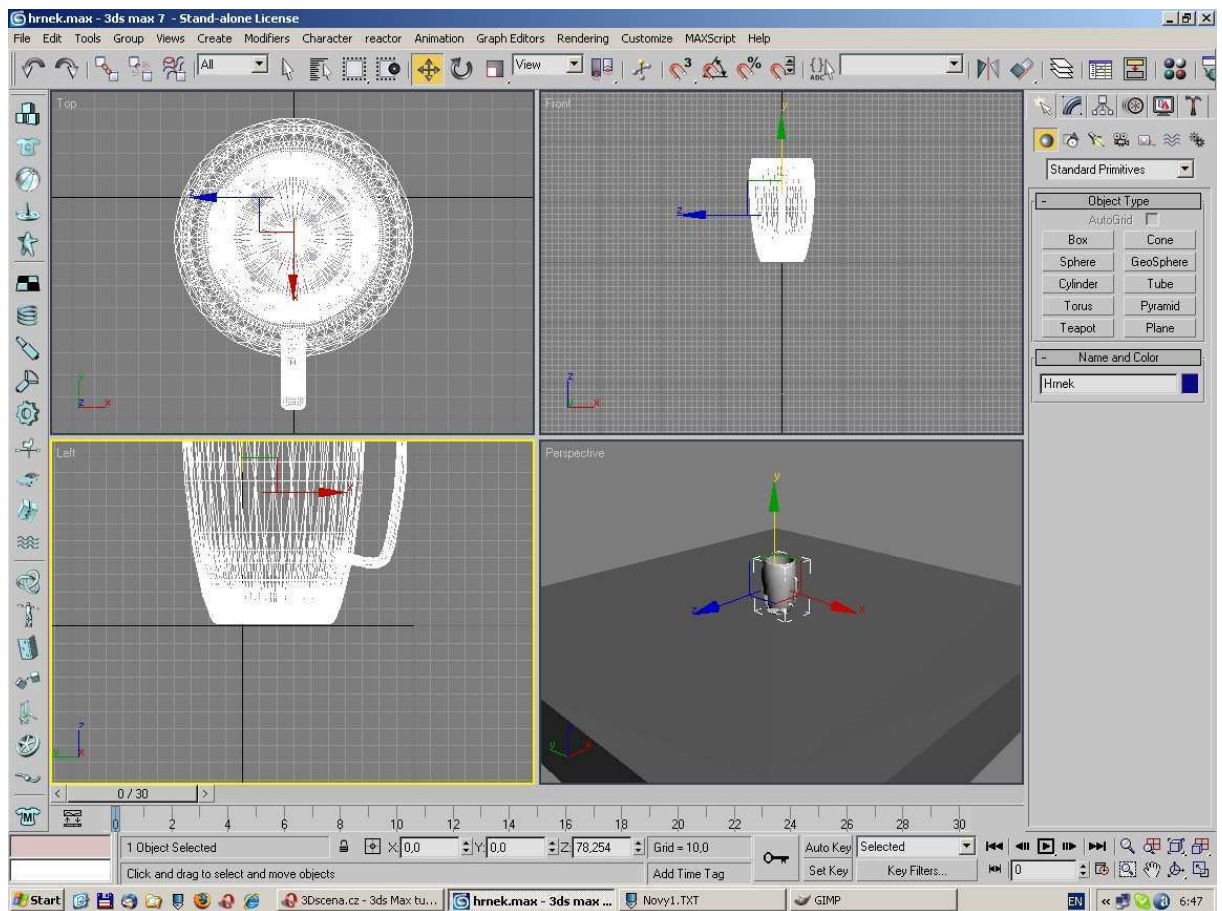 hrnek.max - 3ds max 7 - Stand-alone License
File Edit Tools Group Views Create Modifiers Character reactor Animation Graph Editors Rendering Customize MAXScript Help
All
View
ABC
Top
Front
Standard Primitives
Object Type
AutoGrid
Box Cone
Sphere GeoSphere
Cylinder Tube
Torus Pyramid
Teapot Plane
Name and Color
Hrnek
Left
Perspective
0 / 30
0 2 4 6 8 10 12 14 16 18 20 22 24 26 28 30
1 Object Selected X: 0,0 Y: 0,0 Z: 78,254 Grid = 10,0 Auto Key Selected
Click and drag to select and move objects Add Time Tag Set Key Key Filters... 0
Start 3Dscena.cz - 3ds Max tu... hrnek.max - 3ds max ... Novy1.TXT GIMP EN 6:47